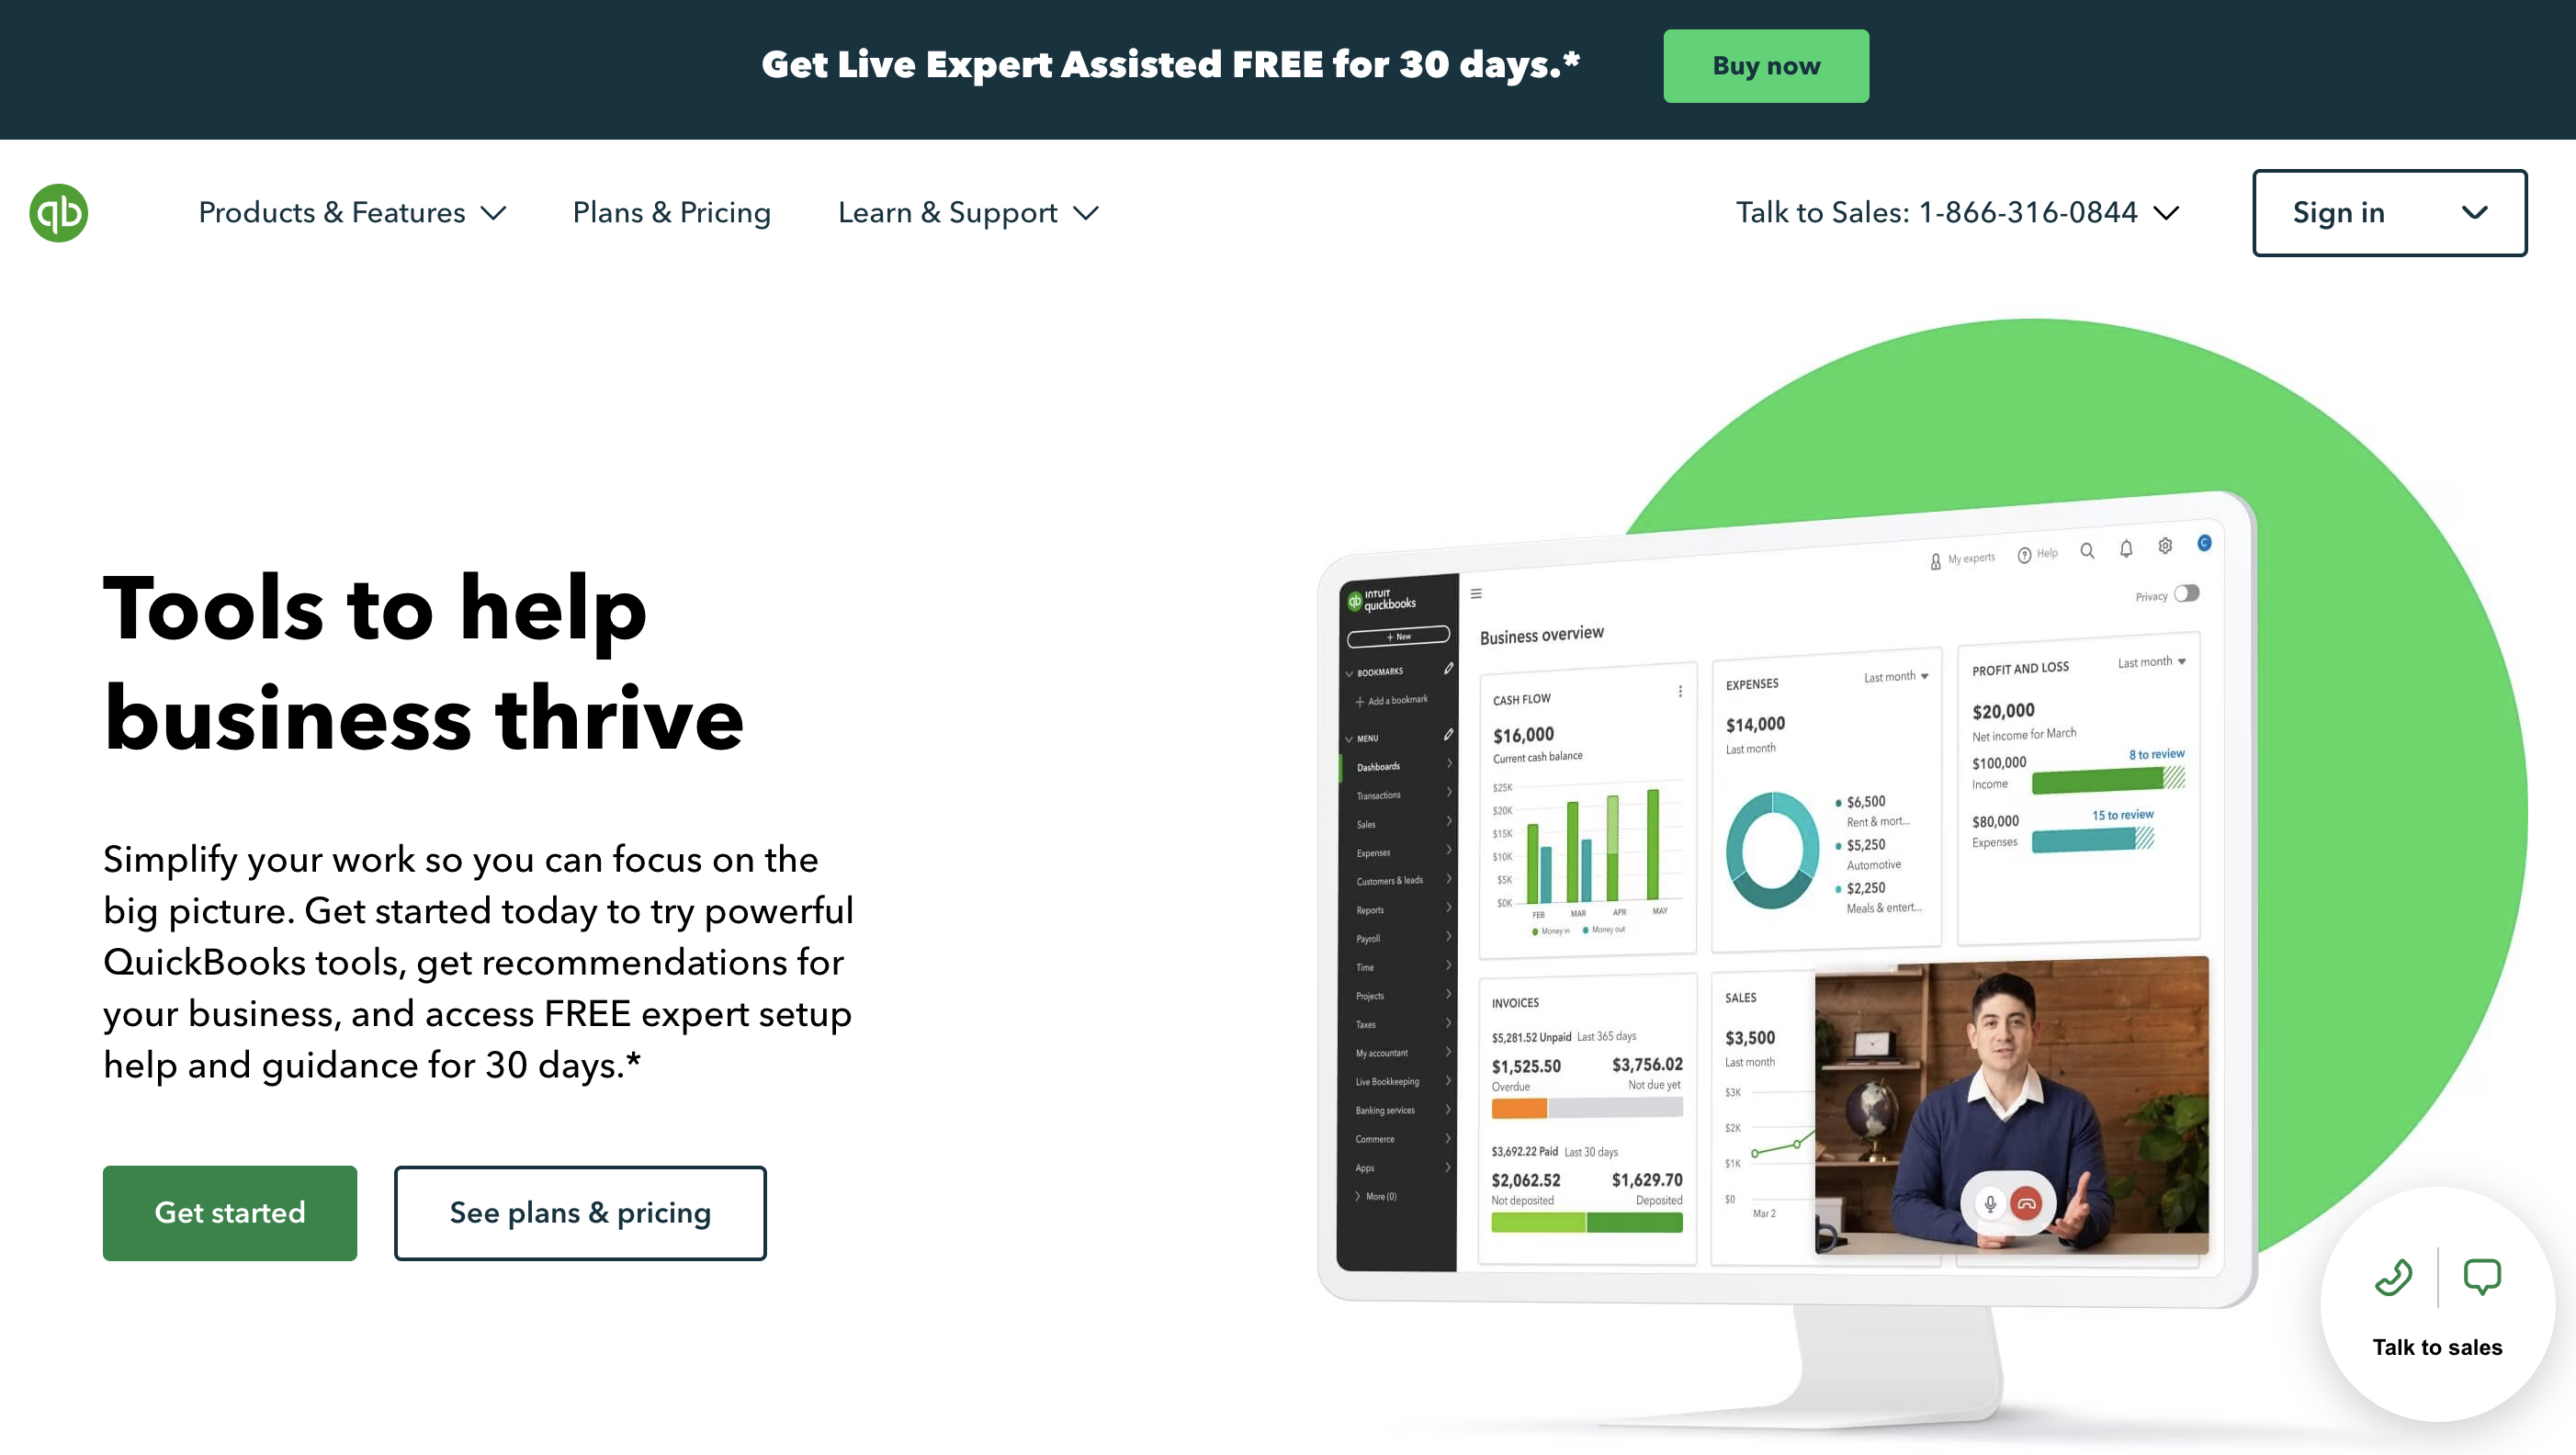 Get Live Expert Assisted FREE for 30 days.*
Buy now
qb
Products & Features
Plans & Pricing
Learn & Support
Talk to Sales: 1-866-316-0844
Sign in
Tools to help
business thrive
Simplify your work so you can focus on the
big picture. Get started today to try powerful
QuickBooks tools, get recommendations for
your business, and access FREE expert setup
help and guidance for 30 days.*
Get started
See plans & pricing
qb INTUIT
quickbooks
+ New
BOOKMARKS
+ Add a bookmark
MENU
Dashboards
Transactions
Sales
Expenses
Customers & leads
Reports
Payroll
Time
Projects
Taxes
My accountant
Live Bookkeeping
Banking services
Commerce
Apps
More (0)
My experts
? Help
C
Privacy
Business overview
CASH FLOW
$16,000
Current cash balance
$25K
$20K
$15K
$10K
$5K
$0K
FEB MAR APR MAY
Money in Money out
EXPENSES Last month
$14,000
Last month
$6,500
Rent & mort...
$5,250
Automotive
$2,250
Meals & entert...
PROFIT AND LOSS Last month
$20,000
Net income for March
8 to review
$100,000
Income
15 to review
$80,000
Expenses
INVOICES
$5,281.52 Unpaid Last 365 days
$1,525.50 $3,756.02
Overdue Not due yet
$3,692.22 Paid Last 30 days
$2,062.52 $1,629.70
Not deposited Deposited
SALES
$3,500
Last month
$3K
$2K
$1K
$0
Mar 2
Talk to sales